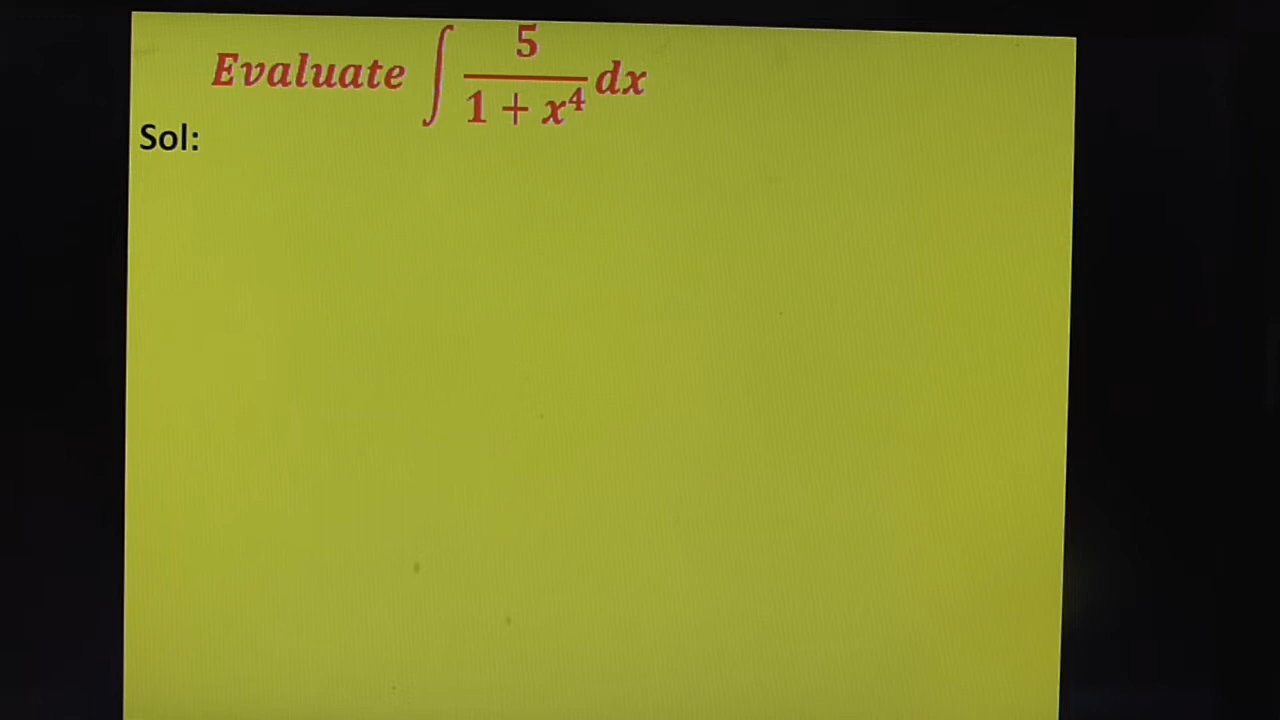 Evaluate ∫ 5/(1 + x⁴) dx
Sol: